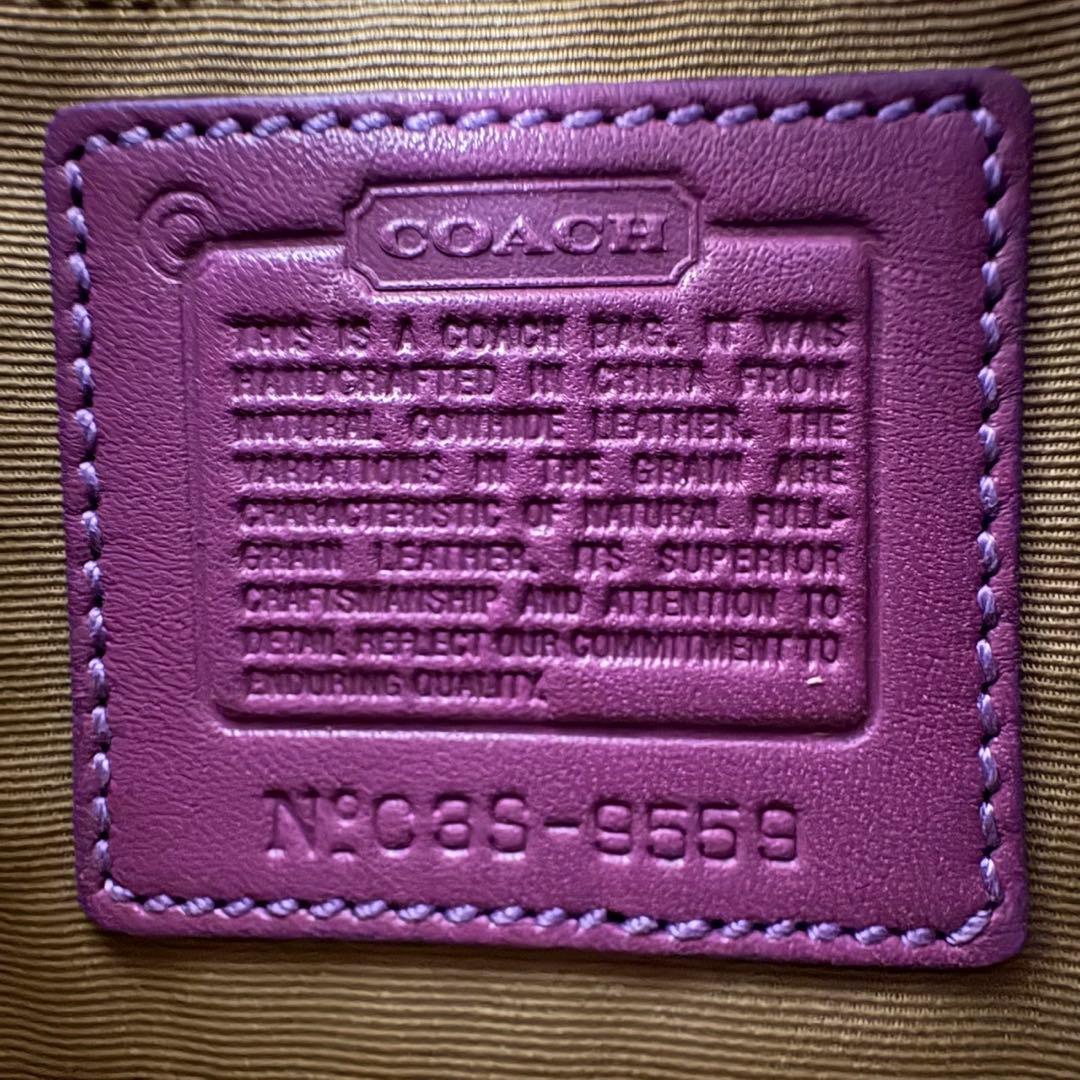 COACH
THIS IS A COACH BAG. IT WAS
HANDCRAFTED IN CHINA FROM
NATURAL COWHIDE LEATHER. THE
VARIATIONS IN THE GRAIN ARE
CHARACTERISTIC OF NATURAL FULL-
GRAIN LEATHER. ITS SUPERIOR
CRAFTSMANSHIP AND ATTENTION TO
DETAIL REFLECT OUR COMMITMENT TO
ENDURING QUALITY.
Nº C3S-9559